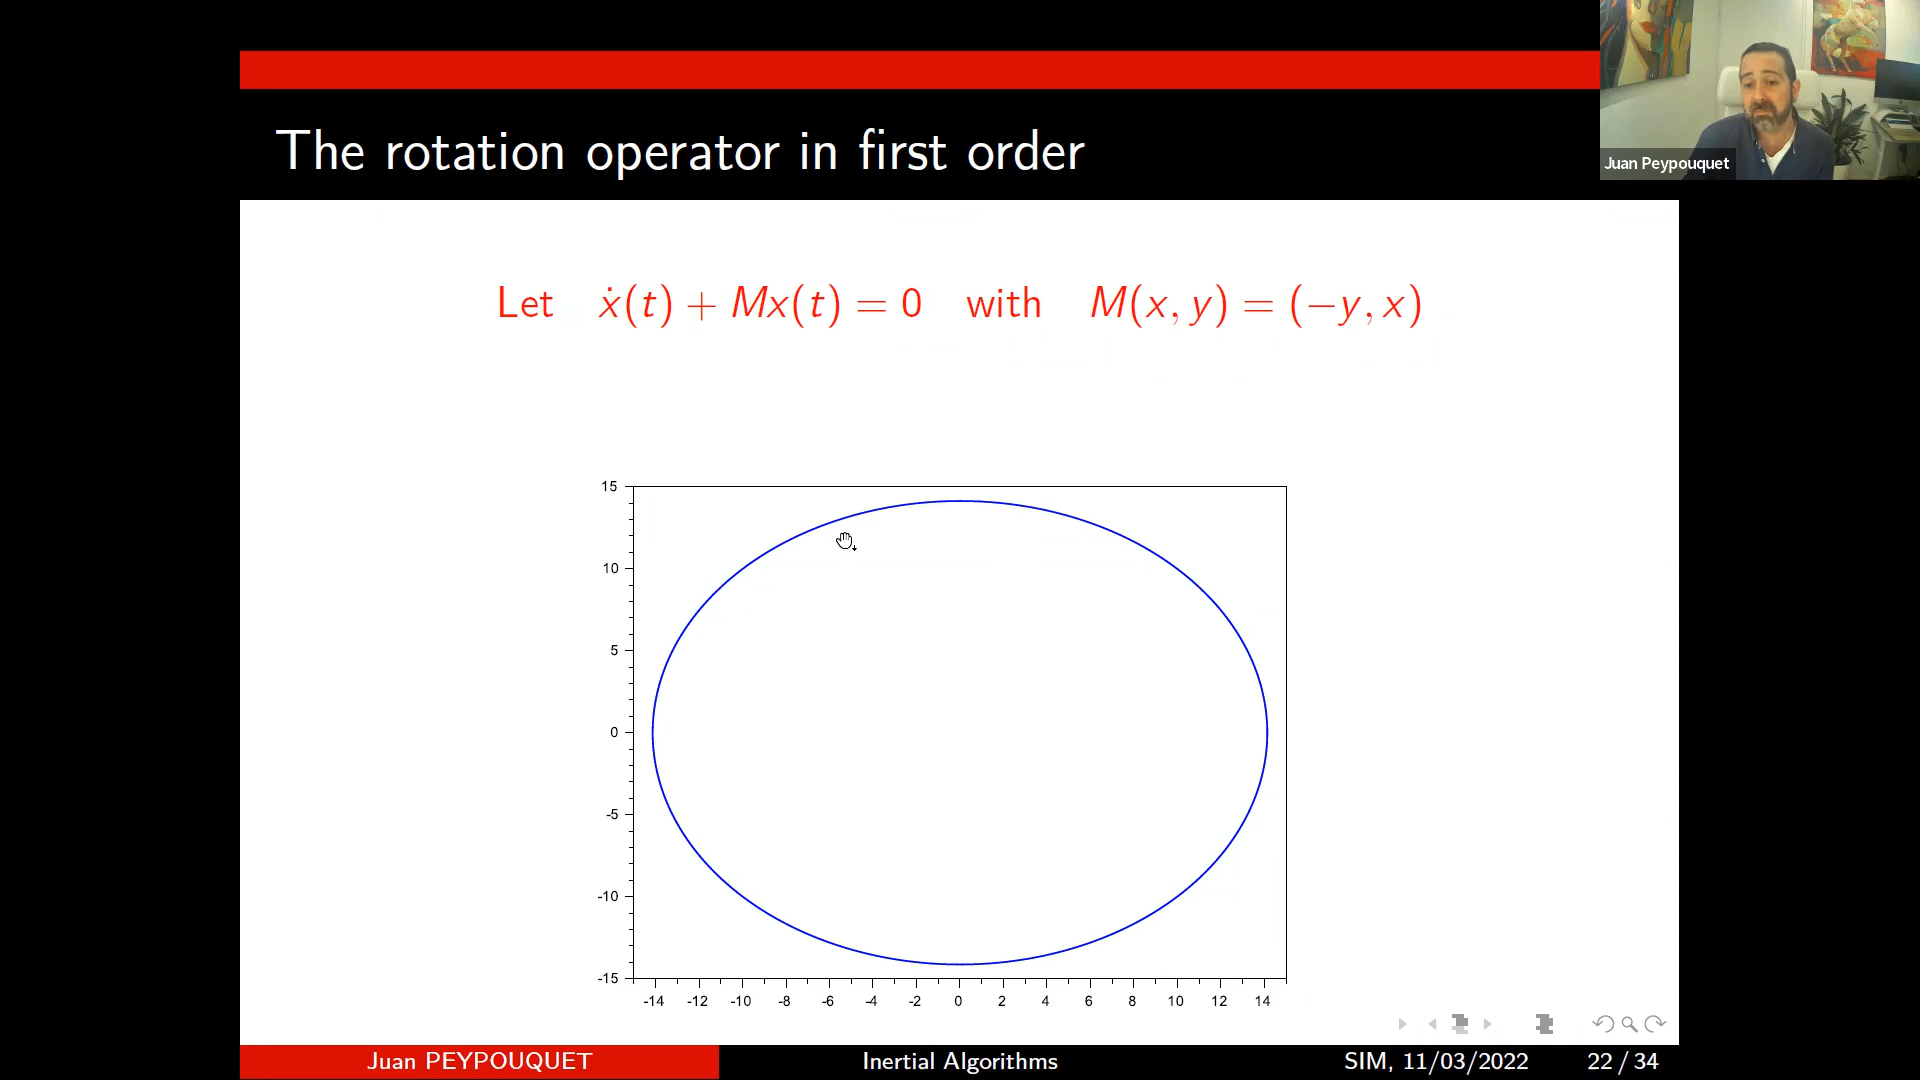 The rotation operator in first order
Juan Peypouquet
Let ẋ(t) + Mx(t) = 0 with M(x, y) = (−y, x)
15
10
5
0
-5
-10
-15
-14 -12 -10 -8 -6 -4 -2 0 2 4 6 8 10 12 14
Juan PEYPOUQUET Inertial Algorithms SIM, 11/03/2022 22 / 34